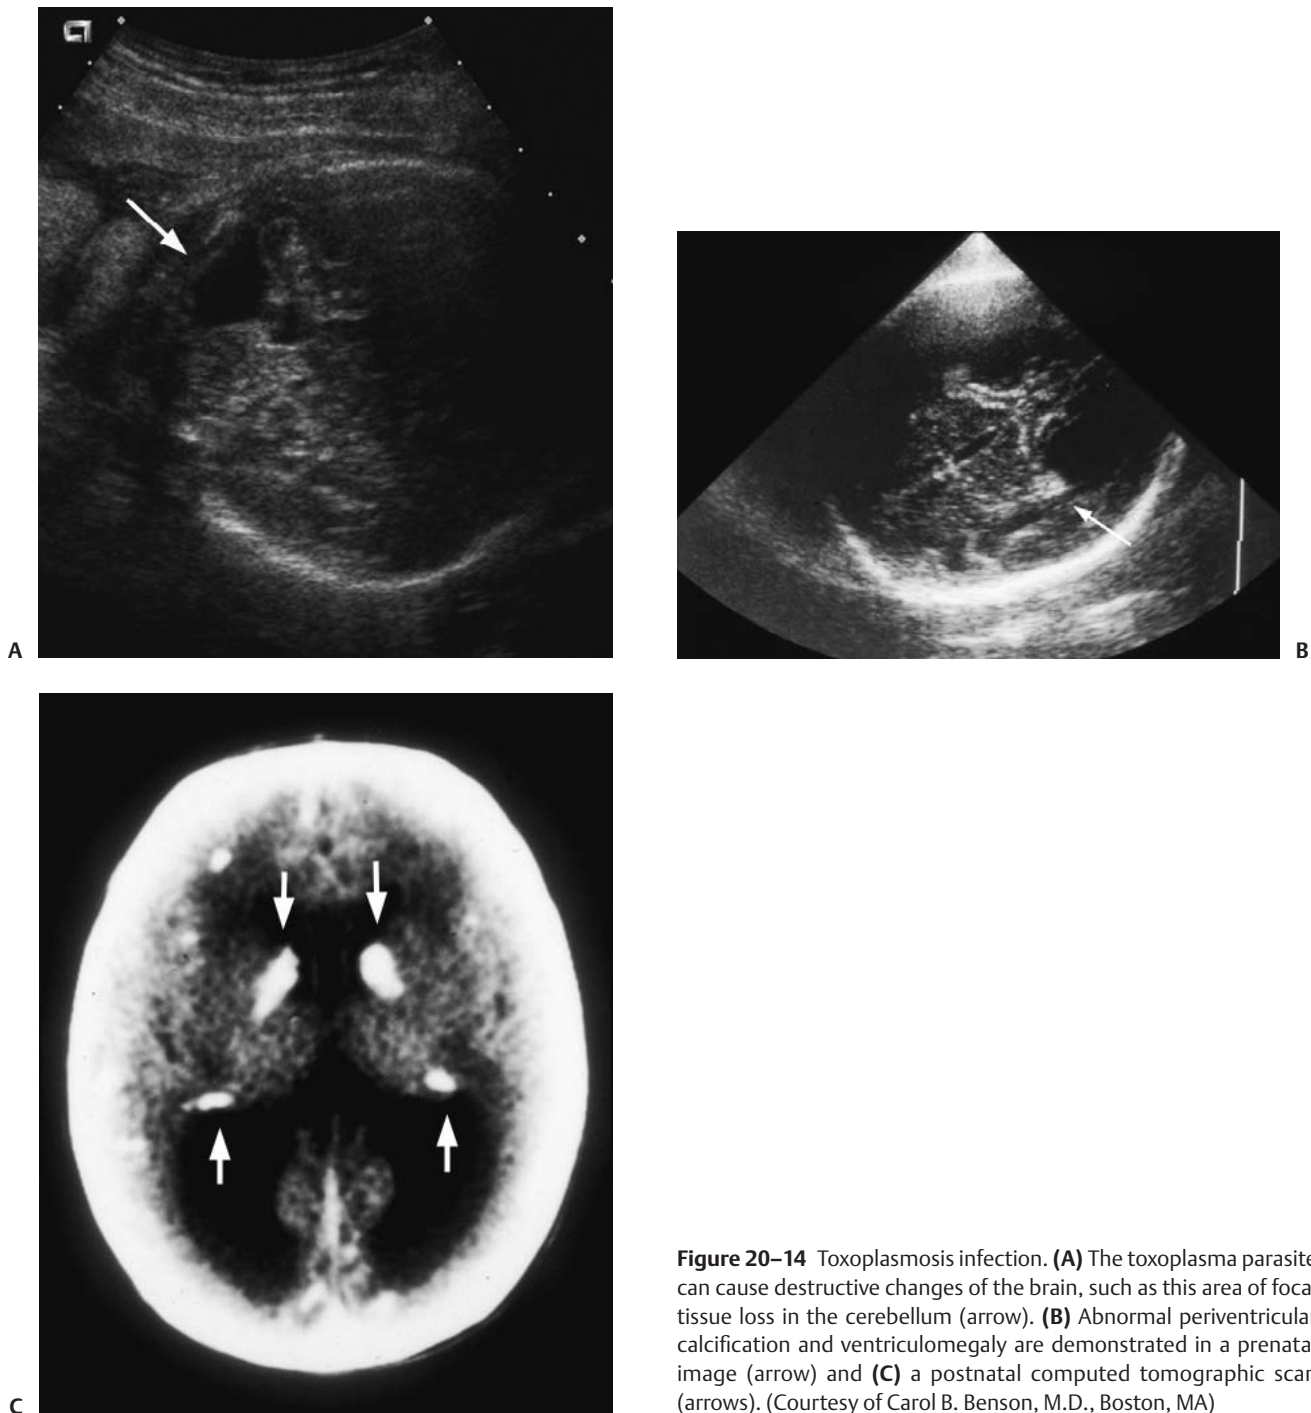 A
B
C
Figure 20–14 Toxoplasmosis infection. (A) The toxoplasma parasite
can cause destructive changes of the brain, such as this area of foca
tissue loss in the cerebellum (arrow). (B) Abnormal periventricular
calcification and ventriculomegaly are demonstrated in a prenata
image (arrow) and (C) a postnatal computed tomographic scan
(arrows). (Courtesy of Carol B. Benson, M.D., Boston, MA)